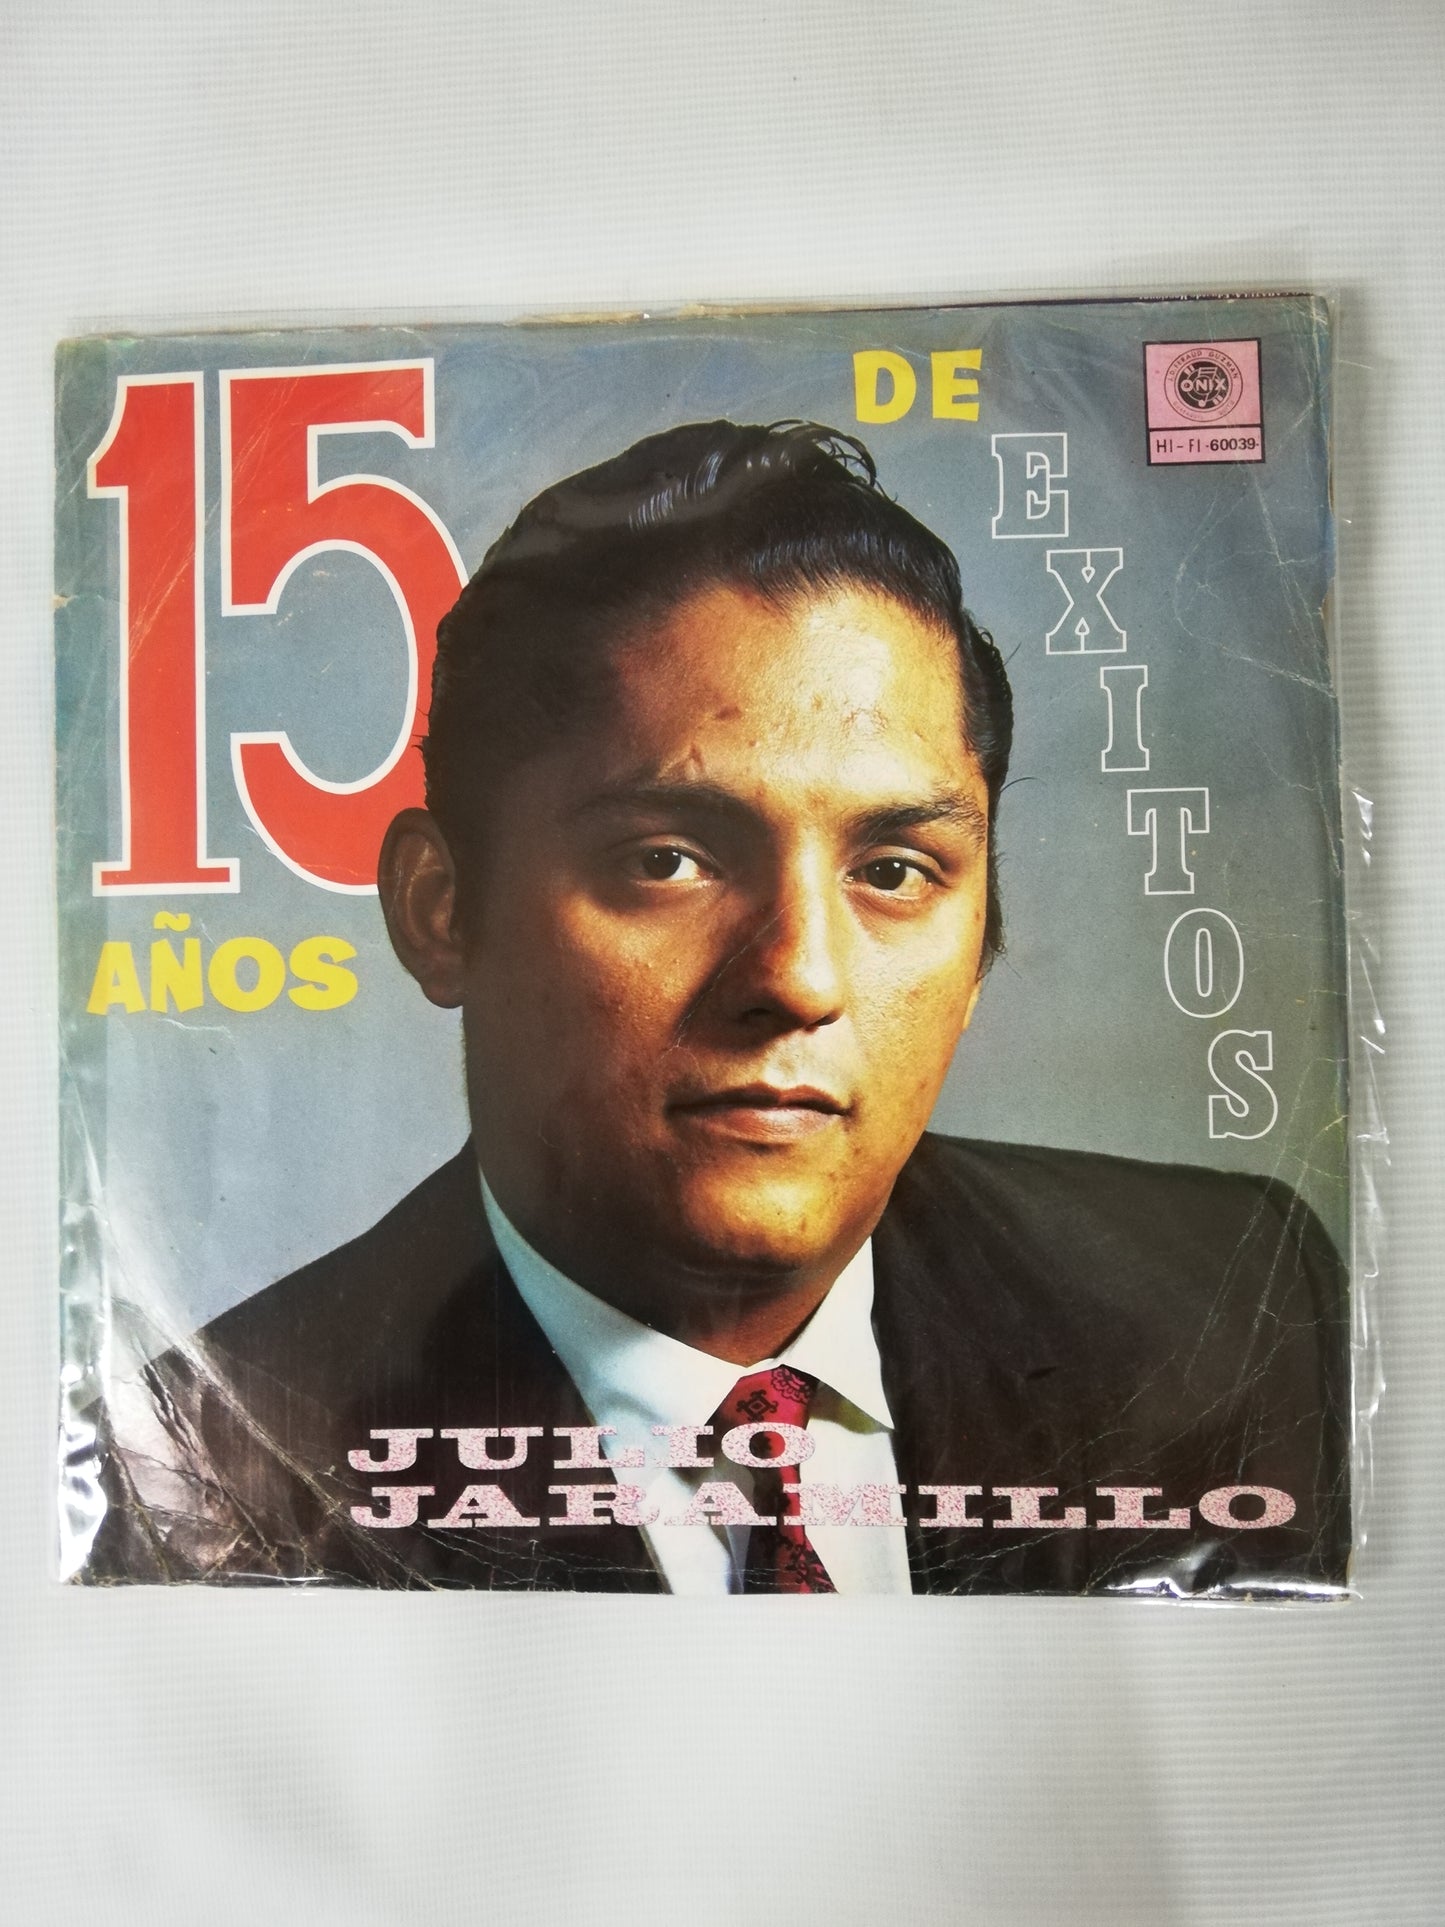 15
AÑOS
DE
EXITOS
ONIX
HI-FI-60039-
JULIO
JARAMILLO